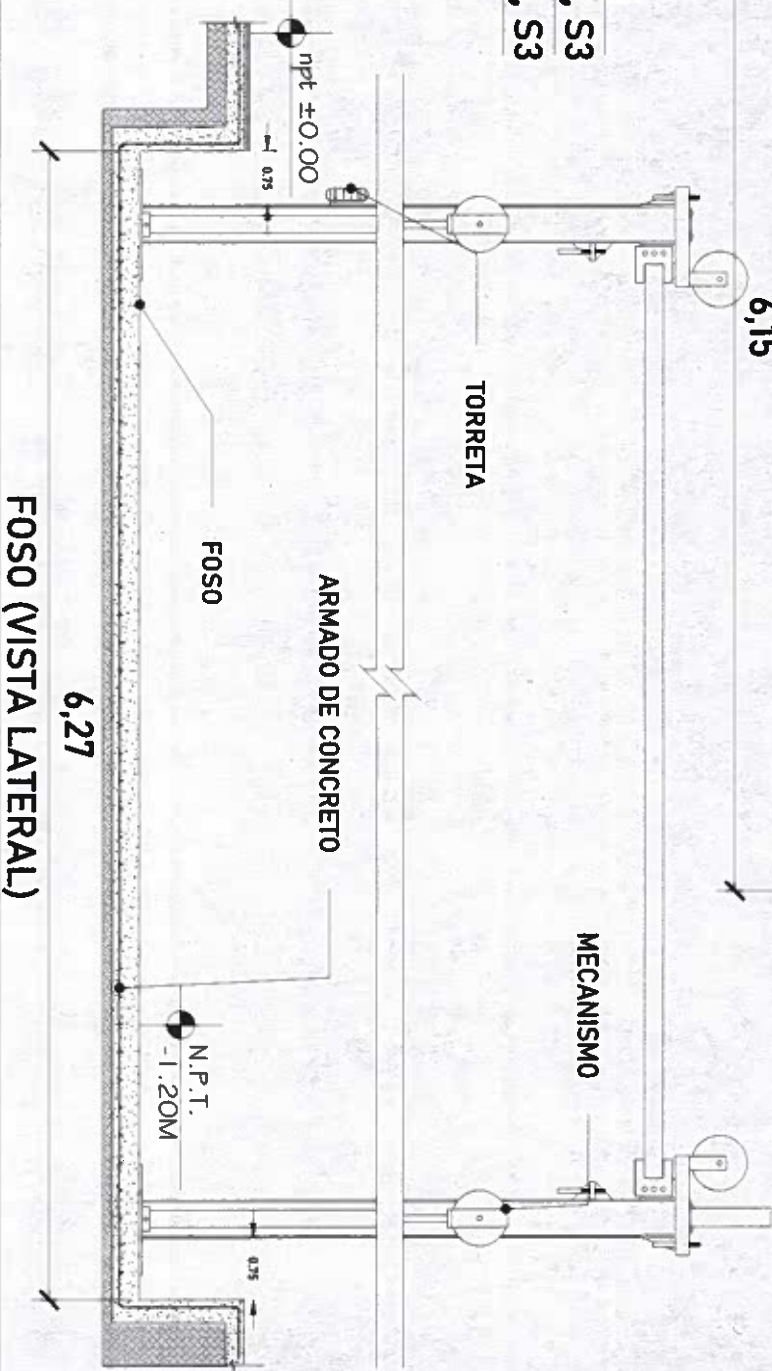 , S3
, S3
6,15
npt ±0.00
0.75
TORRETA
FOSO
ARMADO DE CONCRETO
MECANISMO
N.P.T.
-1.20M
0.75
6,27
FOSO (VISTA LATERAL)